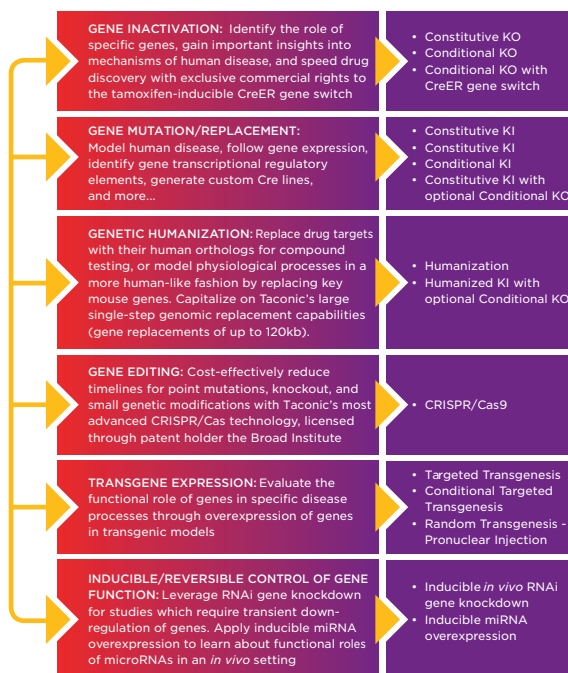 GENE INACTIVATION: Identify the role of
specific genes, gain important insights into
mechanisms of human disease, and speed drug
discovery with exclusive commercial rights to
the tamoxifen-inducible CreER gene switch
• Constitutive KO
• Conditional KO
• Conditional KO with
CreER gene switch
GENE MUTATION/REPLACEMENT:
Model human disease, follow gene expression,
identify gene transcriptional regulatory
elements, generate custom Cre lines,
and more...
• Constitutive KI
• Constitutive KI
• Conditional KI
• Constitutive KI with
optional Conditional KO
GENETIC HUMANIZATION: Replace drug targets
with their human orthologs for compound
testing, or model physiological processes in a
more human-like fashion by replacing key
mouse genes. Capitalize on Taconic's large
single-step genomic replacement capabilities
(gene replacements of up to 120kb).
• Humanization
• Humanized KI with
optional Conditional KO
GENE EDITING: Cost-effectively reduce
timelines for point mutations, knockout, and
small genetic modifications with Taconic's most
advanced CRISPR/Cas technology, licensed
through patent holder the Broad Institute
• CRISPR/Cas9
TRANSGENE EXPRESSION: Evaluate the
functional role of genes in specific disease
processes through overexpression of genes
in transgenic models
• Targeted Transgenesis
• Conditional Targeted
Transgenesis
• Random Transgenesis -
Pronuclear Injection
INDUCIBLE/REVERSIBLE CONTROL OF GENE
FUNCTION: Leverage RNAi gene knockdown
for studies which require transient down-
regulation of genes. Apply inducible miRNA
overexpression to learn about functional roles
of microRNAs in an in vivo setting
• Inducible in vivo RNAi
gene knockdown
• Inducible miRNA
overexpression